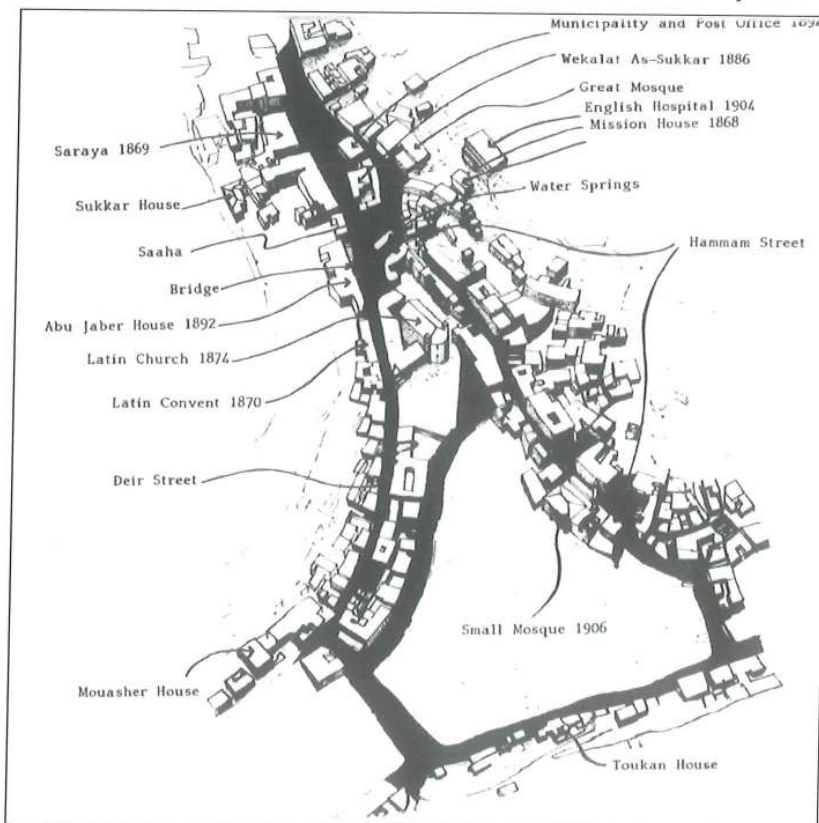 Municipality and Post Office
Wekalat As-Sukkar 1886
Great Mosque
English Hospital 1904
Mission House 1868
Saraya 1869
Water Springs
Sukkar House
Saaha
Hammam Street
Bridge
Abu Jaber House 1892
Latin Church 1874
Latin Convent 1870
Deir Street
Small Mosque 1906
Mouasher House
Toukan House